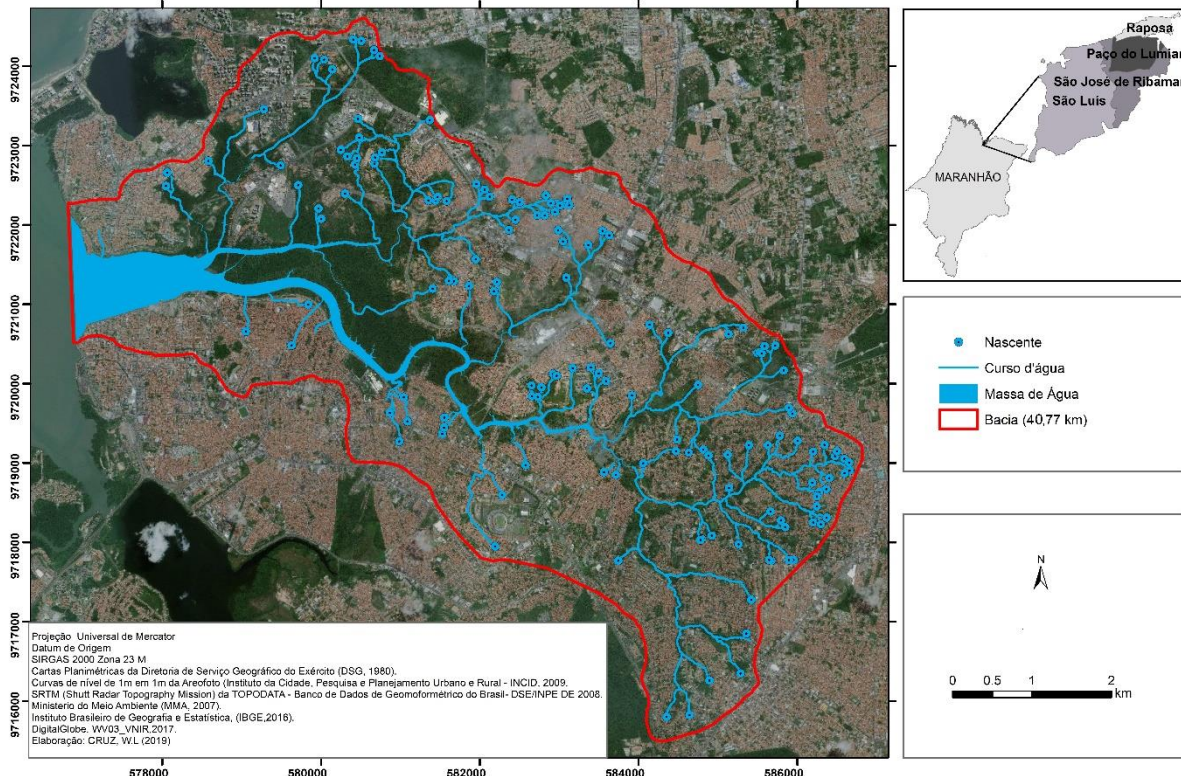 9724000
9723000
9722000
9721000
9720000
9719000
9718000
9717000
9716000
578000
580000
582000
584000
586000
Projeção Universal de Mercator
Datum de Origem
SIRGAS 2000 Zona 23 M
Cartas Planimétricas da Diretoria de Serviço Geográfico do Exército (DSG, 1980).
Curvas de nível de 1m em 1m da Areofoto (Instituto da Cidade, Pesquisa e Planejamento Urbano e Rural - INCID, 2009.
SRTM (Shutt Radar Topography Mission) da TOPODATA - Banco de Dados de Geomoformétrico do Brasil- DSE/INPE DE 2008.
Ministerio do Meio Ambiente (MMA, 2007).
Instituto Brasileiro de Geografia e Estatística, (IBGE,2016).
DigitalGlobe. WV03_VNIR,2017.
Elaboração: CRUZ, W.L (2019)
Raposa
Paço do Lumiar
São José de Ribamar
São Luis
MARANHÃO
Nascente
Curso d'água
Massa de Água
Bacia (40,77 km)
N
0 0.5 1 2
km